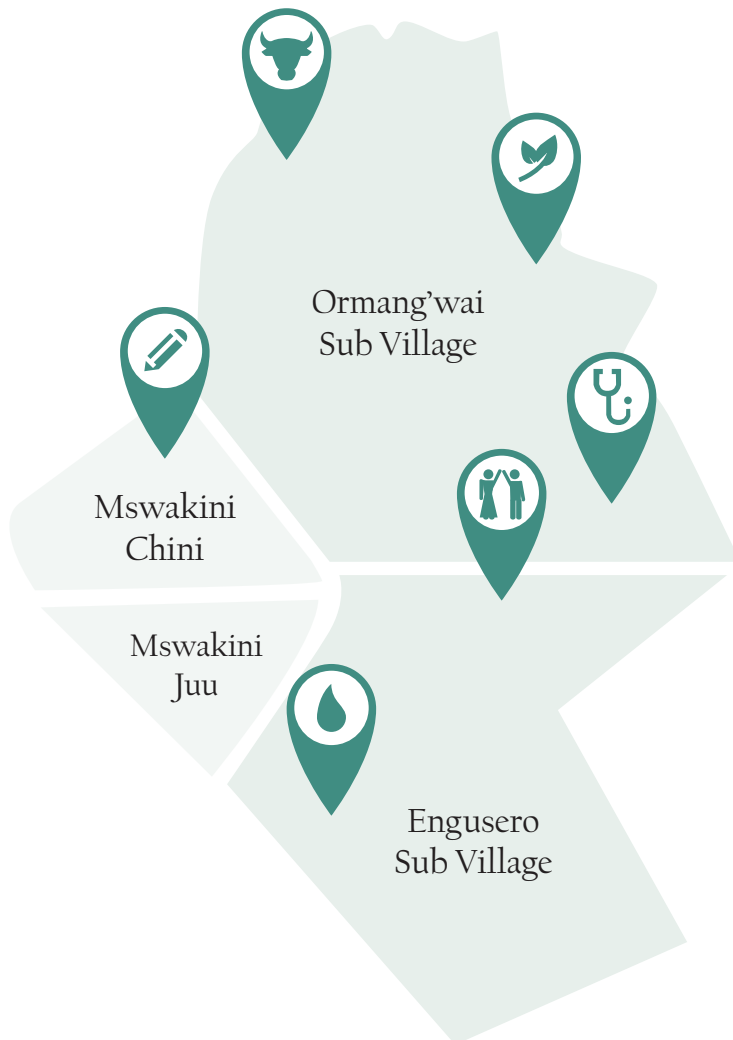 Ormang’wai
Sub Village
Mswakini
Chini
Mswakini
Juu
Engusero
Sub Village